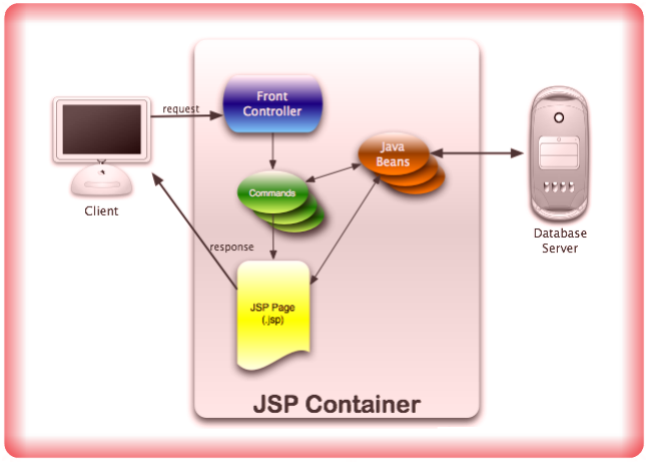 request
Front
Controller
Java
Beans
Client
Commands
Database
Server
response
JSP Page
(.jsp)
JSP Container